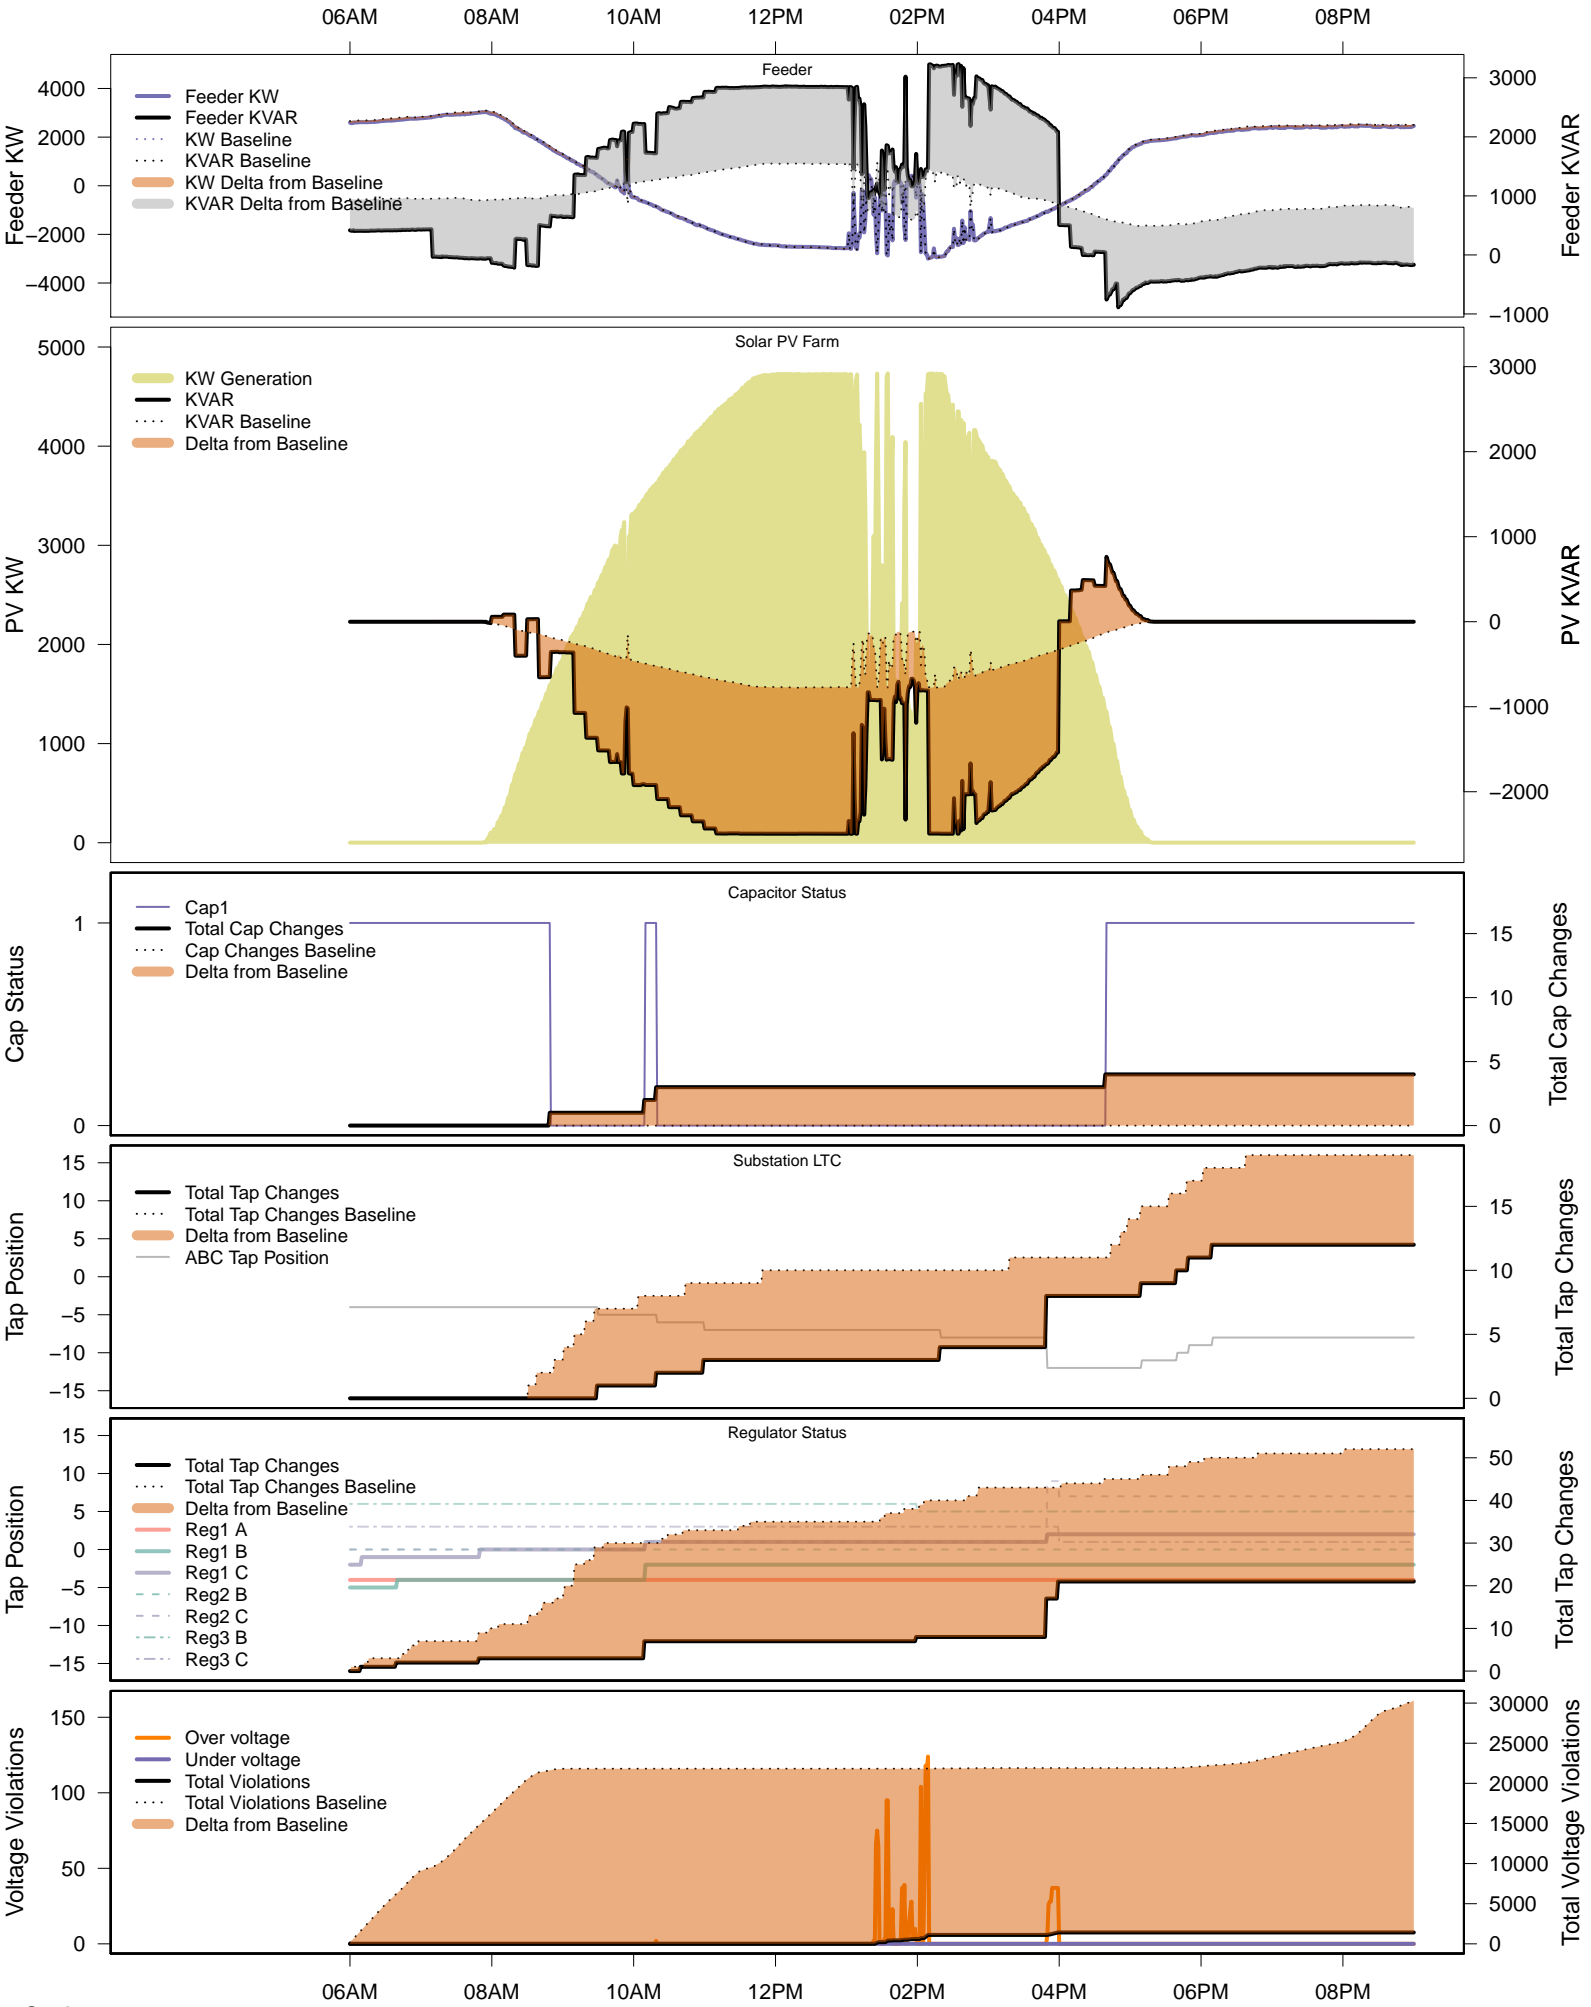 06AM 08AM 10AM 12PM 02PM 04PM 06PM 08PM
Feeder
Feeder KW
Feeder KVAR
4000
2000
0
−2000
−4000
3000
2000
1000
0
−1000
Feeder KW
Feeder KVAR
KW Baseline
KVAR Baseline
KW Delta from Baseline
KVAR Delta from Baseline
Solar PV Farm
PV KW
PV KVAR
5000
4000
3000
2000
1000
0
3000
2000
1000
0
−1000
−2000
KW Generation
KVAR
KVAR Baseline
Delta from Baseline
Capacitor Status
Cap Status
Total Cap Changes
1
0
15
10
5
0
Cap1
Total Cap Changes
Cap Changes Baseline
Delta from Baseline
Substation LTC
Tap Position
Total Tap Changes
15
10
5
0
−5
−10
−15
15
10
5
0
Total Tap Changes
Total Tap Changes Baseline
Delta from Baseline
ABC Tap Position
Regulator Status
Tap Position
Total Tap Changes
15
10
5
0
−5
−10
−15
50
40
30
20
10
0
Total Tap Changes
Total Tap Changes Baseline
Delta from Baseline
Reg1 A
Reg1 B
Reg1 C
Reg2 B
Reg2 C
Reg3 B
Reg3 C
Voltage Violations
Total Voltage Violations
150
100
50
0
30000
25000
20000
15000
10000
5000
0
Over voltage
Under voltage
Total Violations
Total Violations Baseline
Delta from Baseline
06AM 08AM 10AM 12PM 02PM 04PM 06PM 08PM